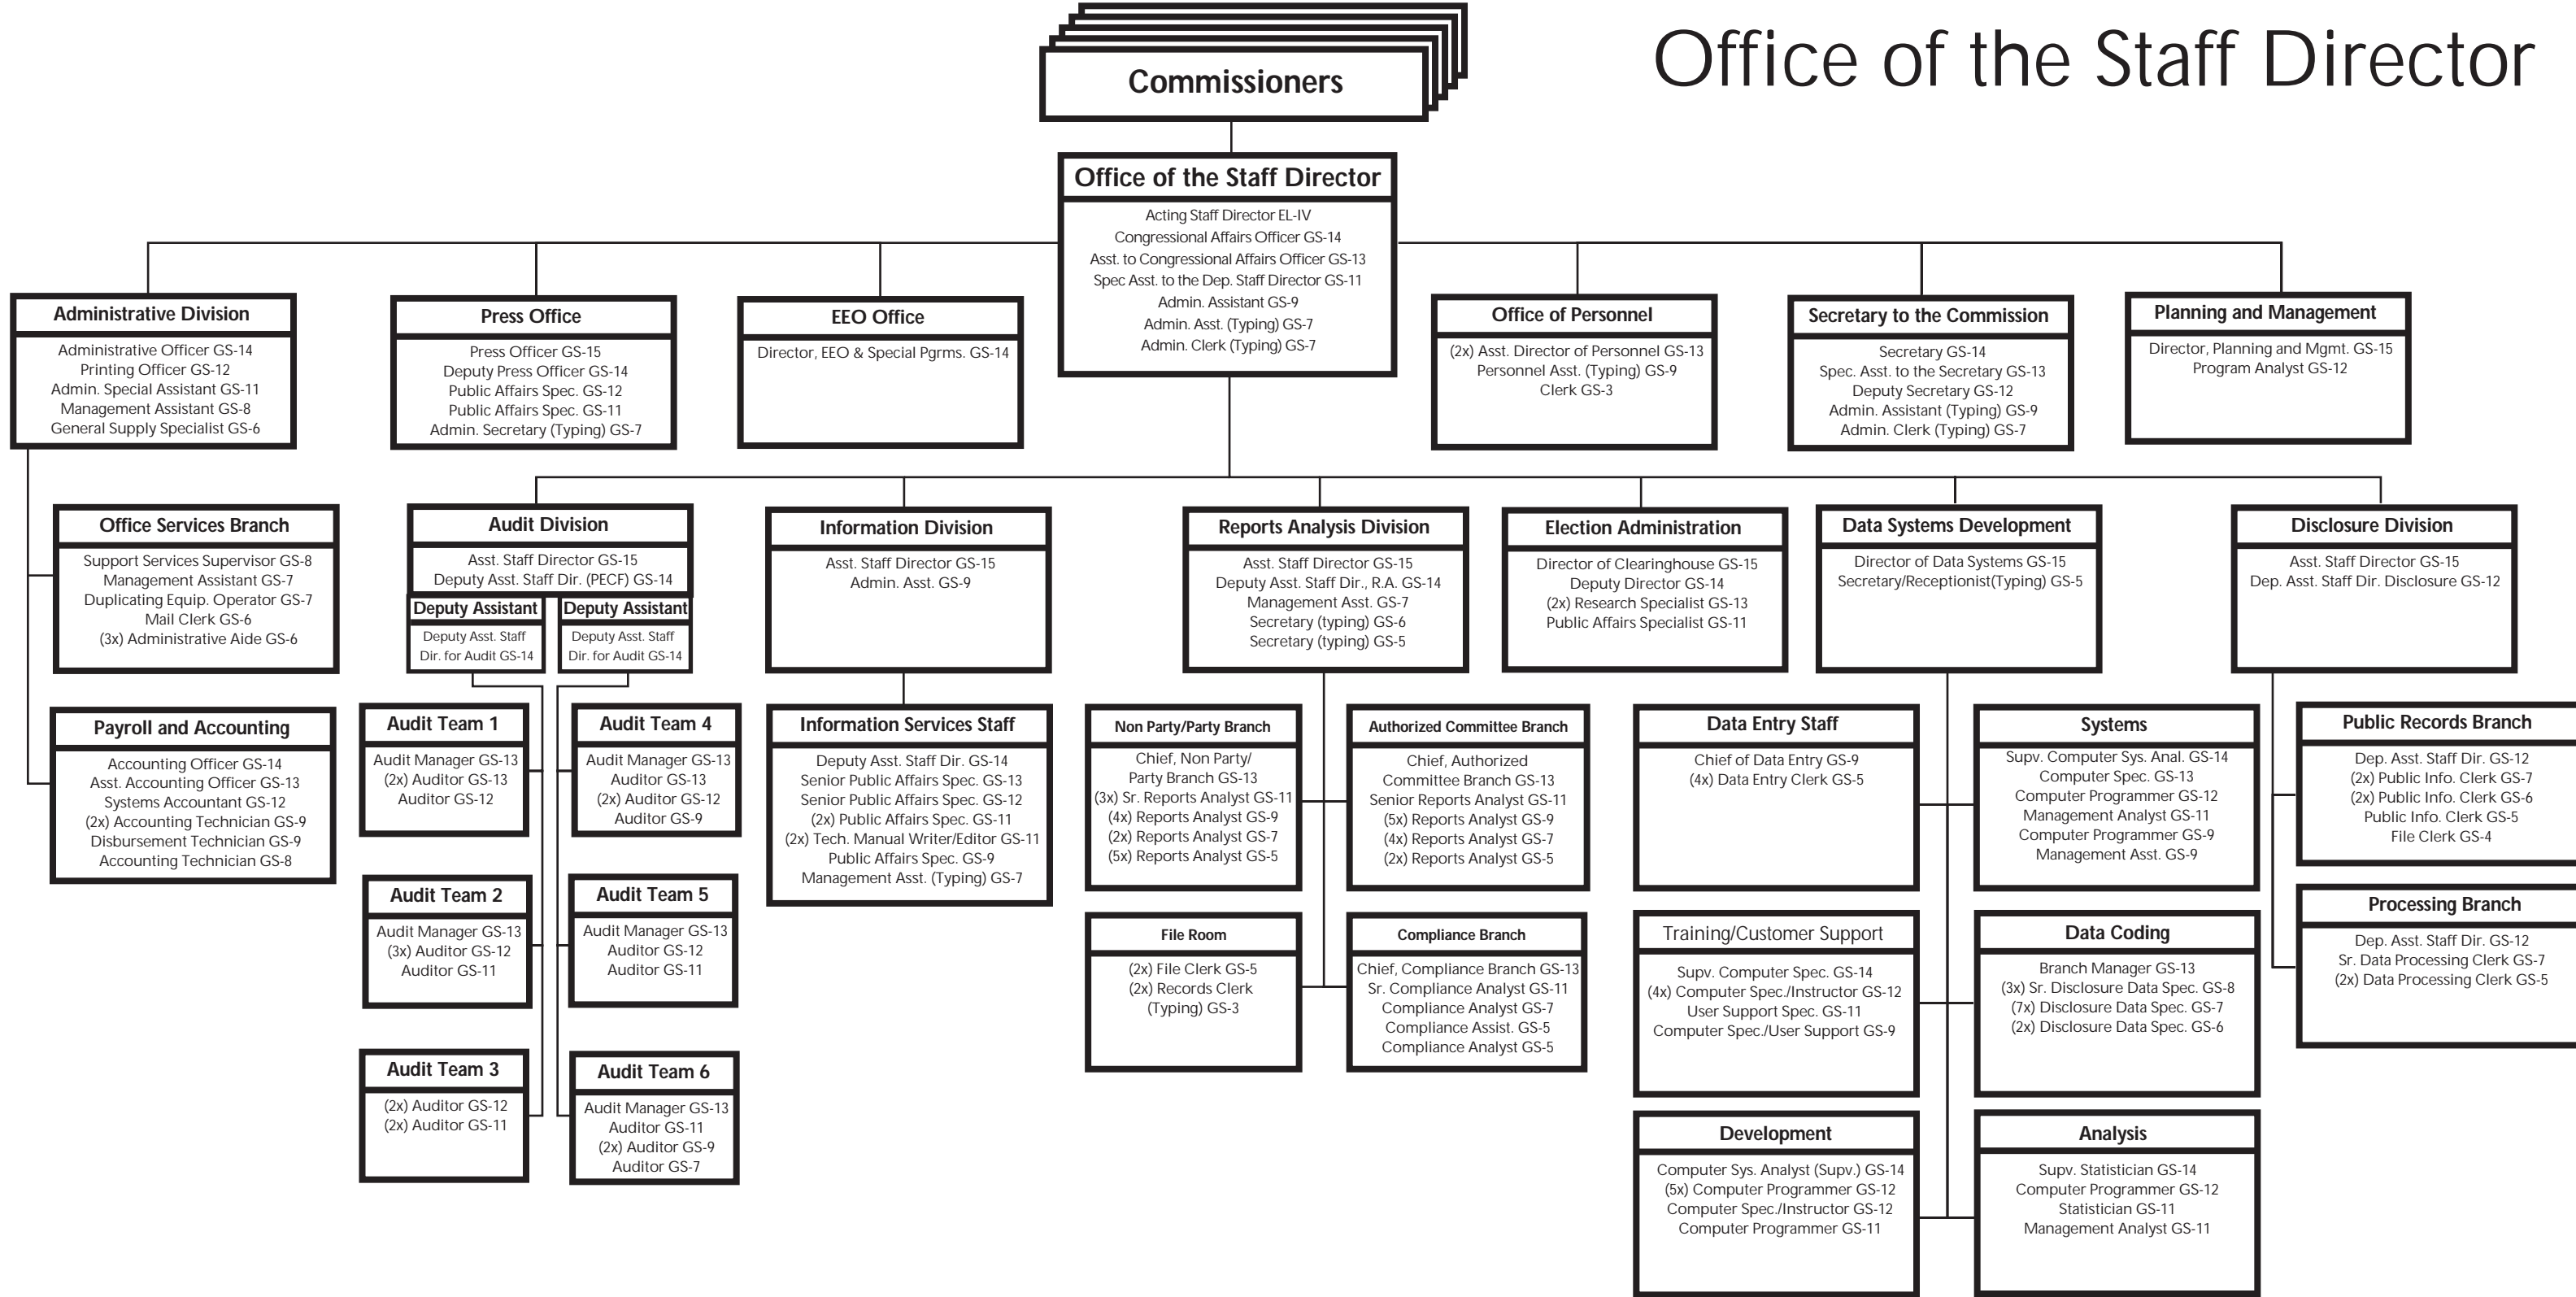 Office of the Staff Director
Commissioners
Office of the Staff Director
Acting Staff Director EL-IV
Congressional Affairs Officer GS-14
Asst. to Congressional Affairs Officer GS-13
Spec Asst. to the Dep. Staff Director GS-11
Admin. Assistant GS-9
Admin. Asst. (Typing) GS-7
Admin. Clerk (Typing) GS-7
Administrative Division
Administrative Officer GS-14
Printing Officer GS-12
Admin. Special Assistant GS-11
Management Assistant GS-8
General Supply Specialist GS-6
Press Office
Press Officer GS-15
Deputy Press Officer GS-14
Public Affairs Spec. GS-12
Public Affairs Spec. GS-11
Admin. Secretary (Typing) GS-7
EEO Office
Director, EEO & Special Pgrms. GS-14
Office of Personnel
(2x) Asst. Director of Personnel GS-13
Personnel Asst. (Typing) GS-9
Clerk GS-3
Secretary to the Commission
Secretary GS-14
Spec. Asst. to the Secretary GS-13
Deputy Secretary GS-12
Admin. Assistant (Typing) GS-9
Admin. Clerk (Typing) GS-7
Planning and Management
Director, Planning and Mgmt. GS-15
Program Analyst GS-12
Office Services Branch
Support Services Supervisor GS-8
Management Assistant GS-7
Duplicating Equip. Operator GS-7
Mail Clerk GS-6
(3x) Administrative Aide GS-6
Payroll and Accounting
Accounting Officer GS-14
Asst. Accounting Officer GS-13
Systems Accountant GS-12
(2x) Accounting Technician GS-9
Disbursement Technician GS-9
Accounting Technician GS-8
Audit Division
Asst. Staff Director GS-15
Deputy Asst. Staff Dir. (PECF) GS-14
Deputy Assistant
Deputy Asst. Staff
Dir. for Audit GS-14
Deputy Assistant
Deputy Asst. Staff
Dir. for Audit GS-14
Audit Team 1
Audit Manager GS-13
(2x) Auditor GS-13
Auditor GS-12
Audit Team 2
Audit Manager GS-13
(3x) Auditor GS-12
Auditor GS-11
Audit Team 3
(2x) Auditor GS-12
(2x) Auditor GS-11
Audit Team 4
Audit Manager GS-13
Auditor GS-13
(2x) Auditor GS-12
Auditor GS-9
Audit Team 5
Audit Manager GS-13
Auditor GS-12
Auditor GS-11
Audit Team 6
Audit Manager GS-13
Auditor GS-11
(2x) Auditor GS-9
Auditor GS-7
Information Division
Asst. Staff Director GS-15
Admin. Asst. GS-9
Information Services Staff
Deputy Asst. Staff Dir. GS-14
Senior Public Affairs Spec. GS-13
Senior Public Affairs Spec. GS-12
(2x) Public Affairs Spec. GS-11
(2x) Tech. Manual Writer/Editor GS-11
Public Affairs Spec. GS-9
Management Asst. (Typing) GS-7
Reports Analysis Division
Asst. Staff Director GS-15
Deputy Asst. Staff Dir., R.A. GS-14
Management Asst. GS-7
Secretary (typing) GS-6
Secretary (typing) GS-5
Non Party/Party Branch
Chief, Non Party/
Party Branch GS-13
(3x) Sr. Reports Analyst GS-11
(4x) Reports Analyst GS-9
(2x) Reports Analyst GS-7
(5x) Reports Analyst GS-5
Authorized Committee Branch
Chief, Authorized
Committee Branch GS-13
Senior Reports Analyst GS-11
(5x) Reports Analyst GS-9
(4x) Reports Analyst GS-7
(2x) Reports Analyst GS-5
File Room
(2x) File Clerk GS-5
(2x) Records Clerk
(Typing) GS-3
Compliance Branch
Chief, Compliance Branch GS-13
Sr. Compliance Analyst GS-11
Compliance Analyst GS-7
Compliance Assist. GS-5
Compliance Analyst GS-5
Election Administration
Director of Clearinghouse GS-15
Deputy Director GS-14
(2x) Research Specialist GS-13
Public Affairs Specialist GS-11
Data Systems Development
Director of Data Systems GS-15
Secretary/Receptionist(Typing) GS-5
Data Entry Staff
Chief of Data Entry GS-9
(4x) Data Entry Clerk GS-5
Systems
Supv. Computer Sys. Anal. GS-14
Computer Spec. GS-13
Computer Programmer GS-12
Management Analyst GS-11
Computer Programmer GS-9
Management Asst. GS-9
Training/Customer Support
Supv. Computer Spec. GS-14
(4x) Computer Spec./Instructor GS-12
User Support Spec. GS-11
Computer Spec./User Support GS-9
Data Coding
Branch Manager GS-13
(3x) Sr. Disclosure Data Spec. GS-8
(7x) Disclosure Data Spec. GS-7
(2x) Disclosure Data Spec. GS-6
Development
Computer Sys. Analyst (Supv.) GS-14
(5x) Computer Programmer GS-12
Computer Spec./Instructor GS-12
Computer Programmer GS-11
Analysis
Supv. Statistician GS-14
Computer Programmer GS-12
Statistician GS-11
Management Analyst GS-11
Disclosure Division
Asst. Staff Director GS-15
Dep. Asst. Staff Dir. Disclosure GS-12
Public Records Branch
Dep. Asst. Staff Dir. GS-12
(2x) Public Info. Clerk GS-7
(2x) Public Info. Clerk GS-6
Public Info. Clerk GS-5
File Clerk GS-4
Processing Branch
Dep. Asst. Staff Dir. GS-12
Sr. Data Processing Clerk GS-7
(2x) Data Processing Clerk GS-5